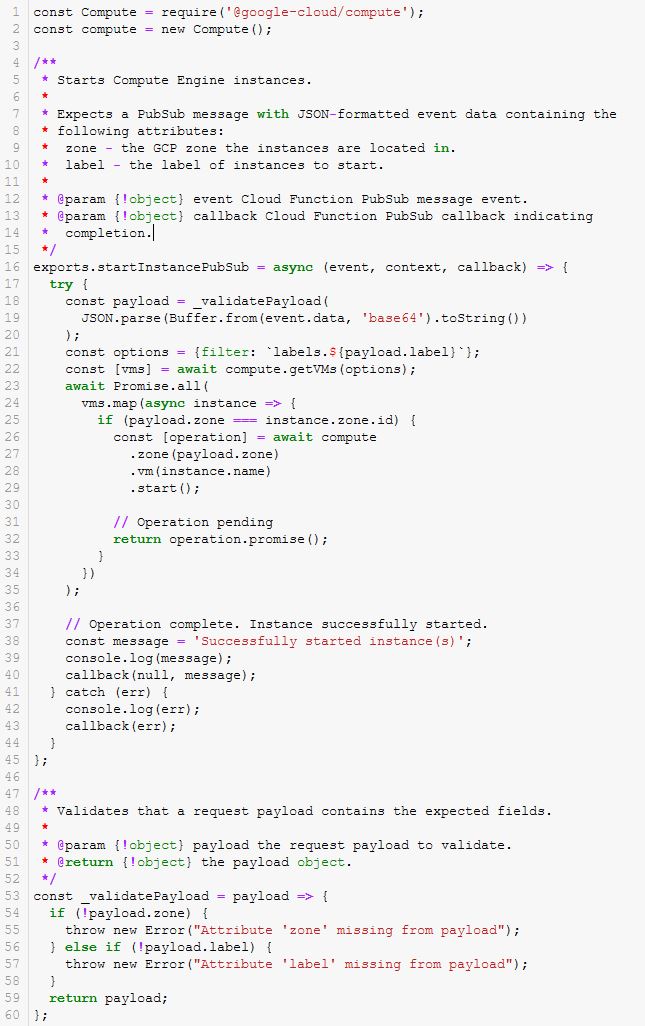 1 const Compute = require('@google-cloud/compute');
2 const compute = new Compute();
3
4 /**
5  * Starts Compute Engine instances.
6  *
7  * Expects a PubSub message with JSON-formatted event data containing the
8  * following attributes:
9  *  zone - the GCP zone the instances are located in.
10  *  label - the label of instances to start.
11  *
12  * @param {!object} event Cloud Function PubSub message event.
13  * @param {!object} callback Cloud Function PubSub callback indicating
14  *  completion.
15  */
16 exports.startInstancePubSub = async (event, context, callback) => {
17   try {
18     const payload = _validatePayload(
19       JSON.parse(Buffer.from(event.data, 'base64').toString())
20     );
21     const options = {filter: `labels.${payload.label}`};
22     const [vms] = await compute.getVMs(options);
23     await Promise.all(
24       vms.map(async instance => {
25         if (payload.zone === instance.zone.id) {
26           const [operation] = await compute
27             .zone(payload.zone)
28             .vm(instance.name)
29             .start();
30
31           // Operation pending
32           return operation.promise();
33         }
34       })
35     );
36
37     // Operation complete. Instance successfully started.
38     const message = 'Successfully started instance(s)';
39     console.log(message);
40     callback(null, message);
41   } catch (err) {
42     console.log(err);
43     callback(err);
44   }
45 };
46
47 /**
48  * Validates that a request payload contains the expected fields.
49  *
50  * @param {!object} payload the request payload to validate.
51  * @return {!object} the payload object.
52  */
53 const _validatePayload = payload => {
54   if (!payload.zone) {
55     throw new Error("Attribute 'zone' missing from payload");
56   } else if (!payload.label) {
57     throw new Error("Attribute 'label' missing from payload");
58   }
59   return payload;
60 };